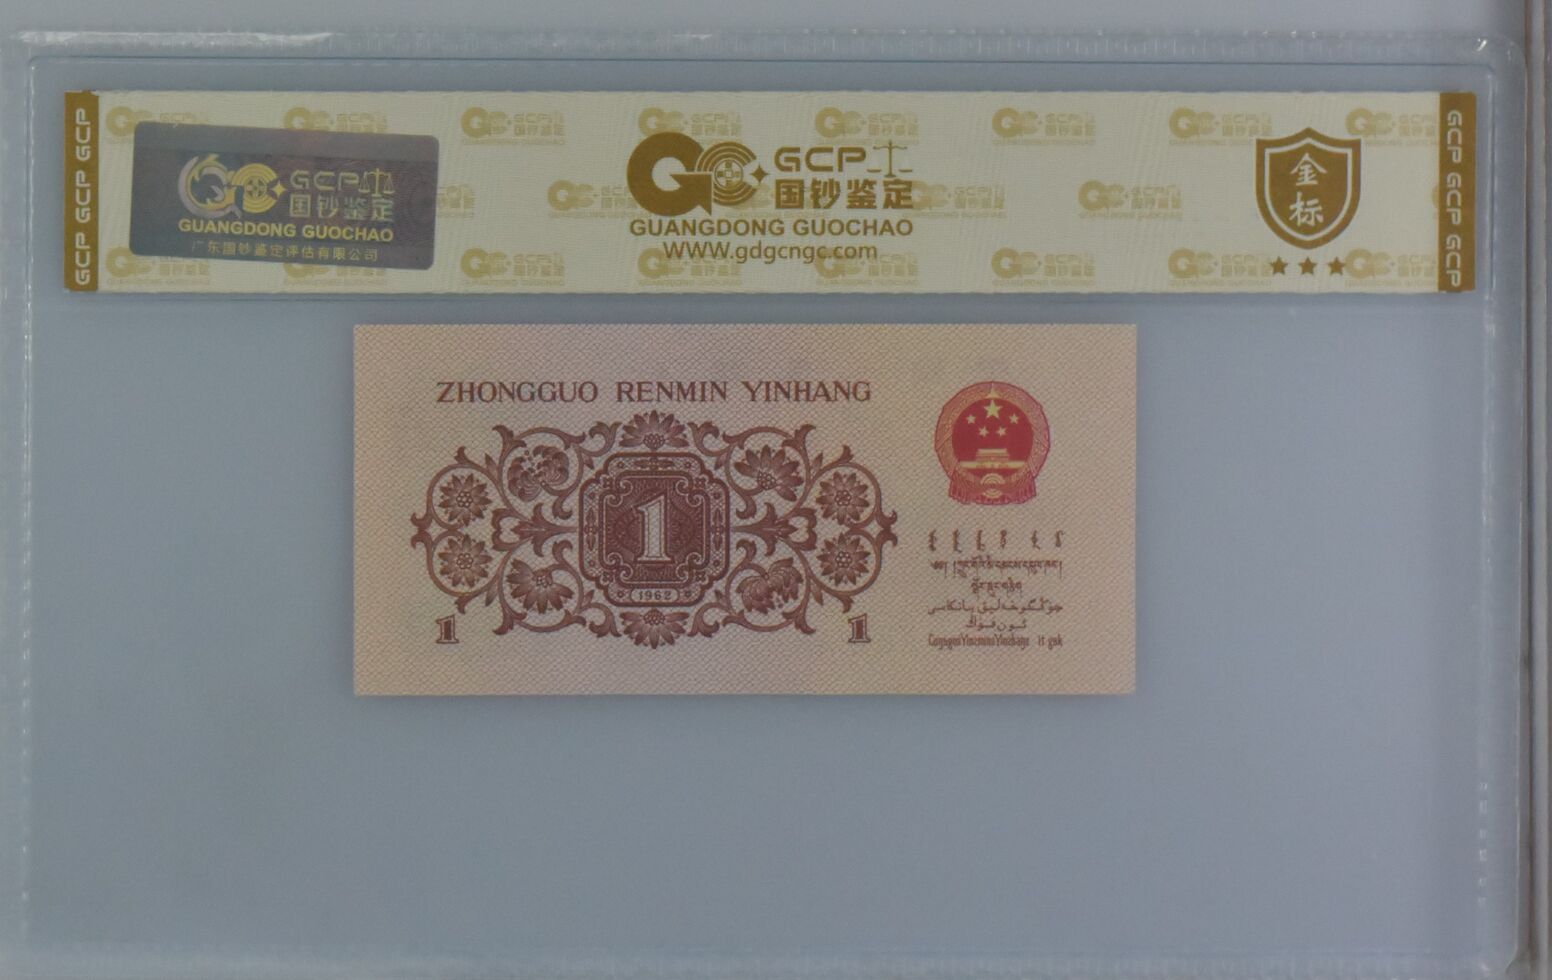 GCP GCP GCP
GCP
国钞鉴定
GUANGDONG GUOCHAO
广东国钞鉴定评估有限公司
GCP
国钞鉴定
GUANGDONG GUOCHAO
WWW.gdgcngc.com
金
标
GCP GCP GCP
ZHONGGUO RENMIN YINHANG
1
1962
1
1